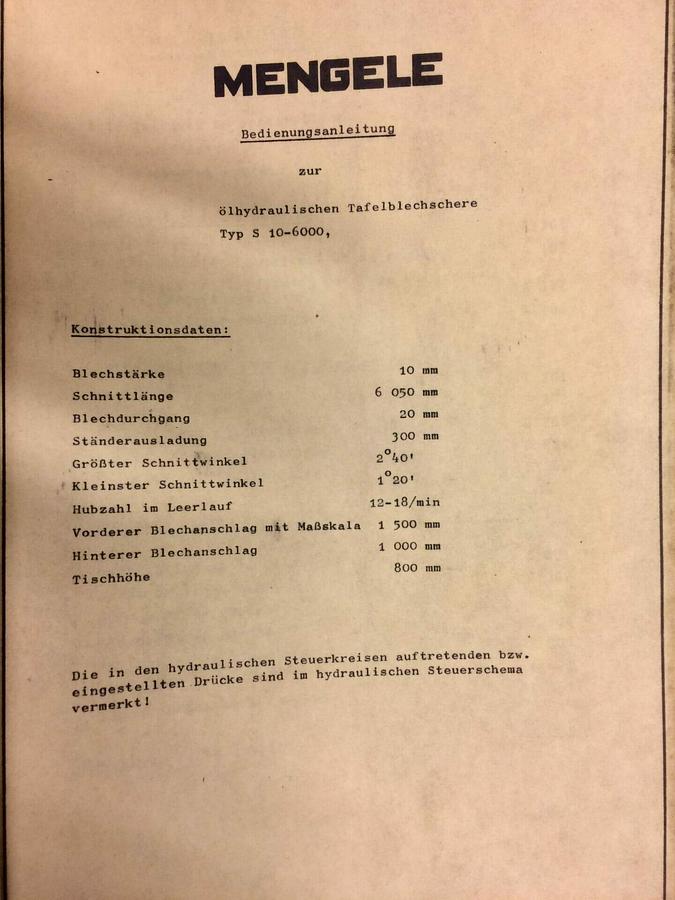 MENGELE
Bedienungsanleitung
zur
ölhydraulischen Tafelblechschere
Typ S 10-6000,
Konstruktionsdaten:
Blechstärke 10 mm
Schnittlänge 6 050 mm
Blechdurchgang 20 mm
Ständerausladung 300 mm
Größter Schnittwinkel 2°40'
Kleinster Schnittwinkel 1°20'
Hubzahl im Leerlauf 12-18/min
Vorderer Blechanschlag mit Maßskala 1 500 mm
Hinterer Blechanschlag 1 000 mm
Tischhöhe 800 mm
Die in den hydraulischen Steuerkreisen auftretenden bzw.
eingestellten Drücke sind im hydraulischen Steuerschema
vermerkt!